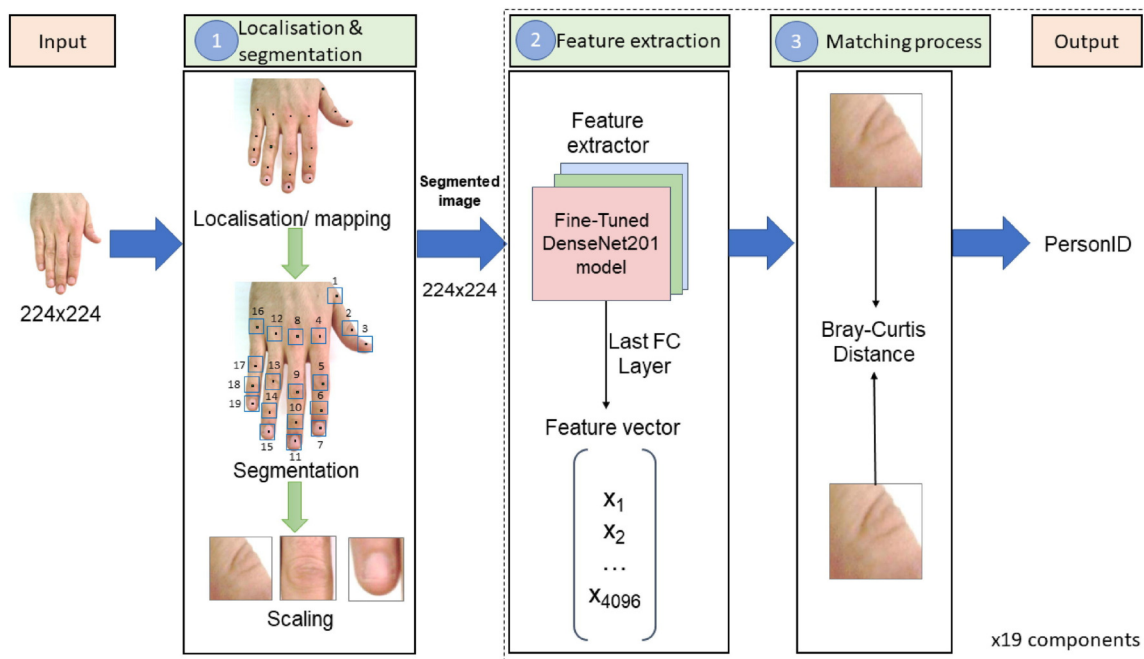 Input
1
Localisation &
segmentation
2
Feature extraction
3
Matching process
Output
224x224
Localisation/ mapping
1
2
3
16
12
8
4
17
13
5
18
9
19
14
10
6
15
11
7
Segmentation
Scaling
Segmented
image
224x224
Feature
extractor
Fine-Tuned
DenseNet201
model
Last FC
Layer
Feature vector
x1
x2
...
x4096
Bray-Curtis
Distance
PersonID
x19 components